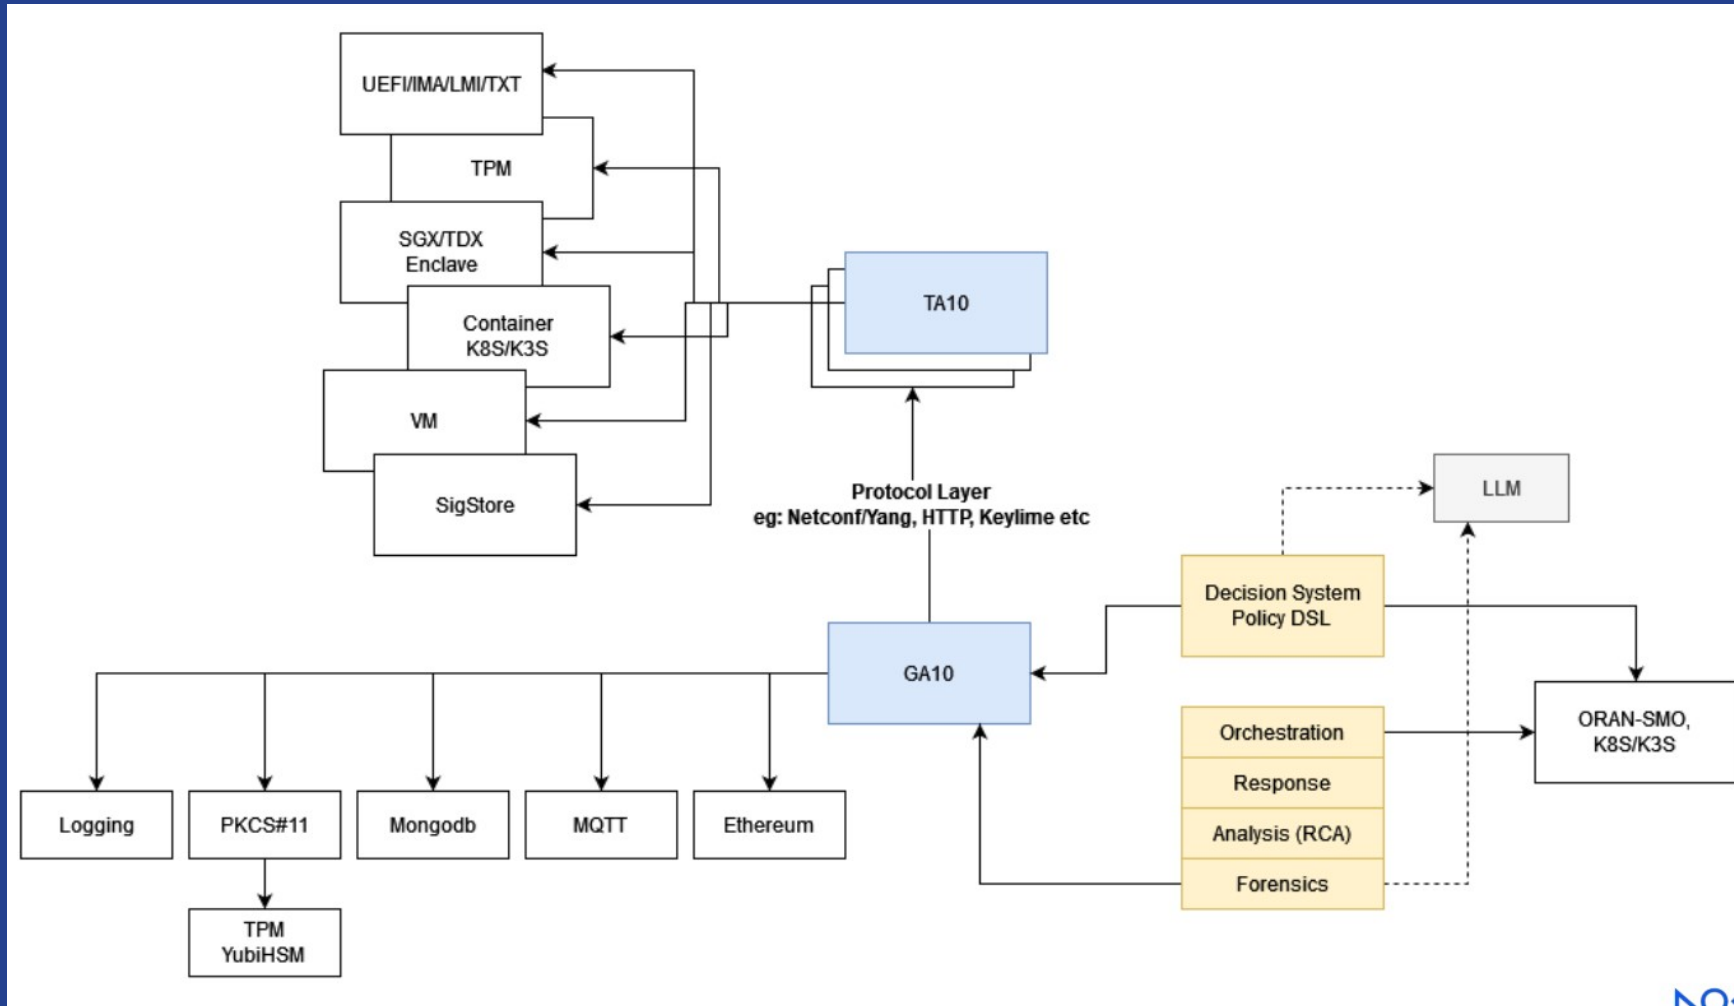 UEFI/IMA/LMI/TXT
TPM
SGX/TDX
Enclave
Container
K8S/K3S
VM
SigStore
TA10
Protocol Layer
eg: Netconf/Yang, HTTP, Keylime etc
LLM
Decision System
Policy DSL
GA10
Orchestration
Response
Analysis (RCA)
Forensics
ORAN-SMO,
K8S/K3S
Logging
PKCS#11
Mongodb
MQTT
Ethereum
TPM
YubiHSM